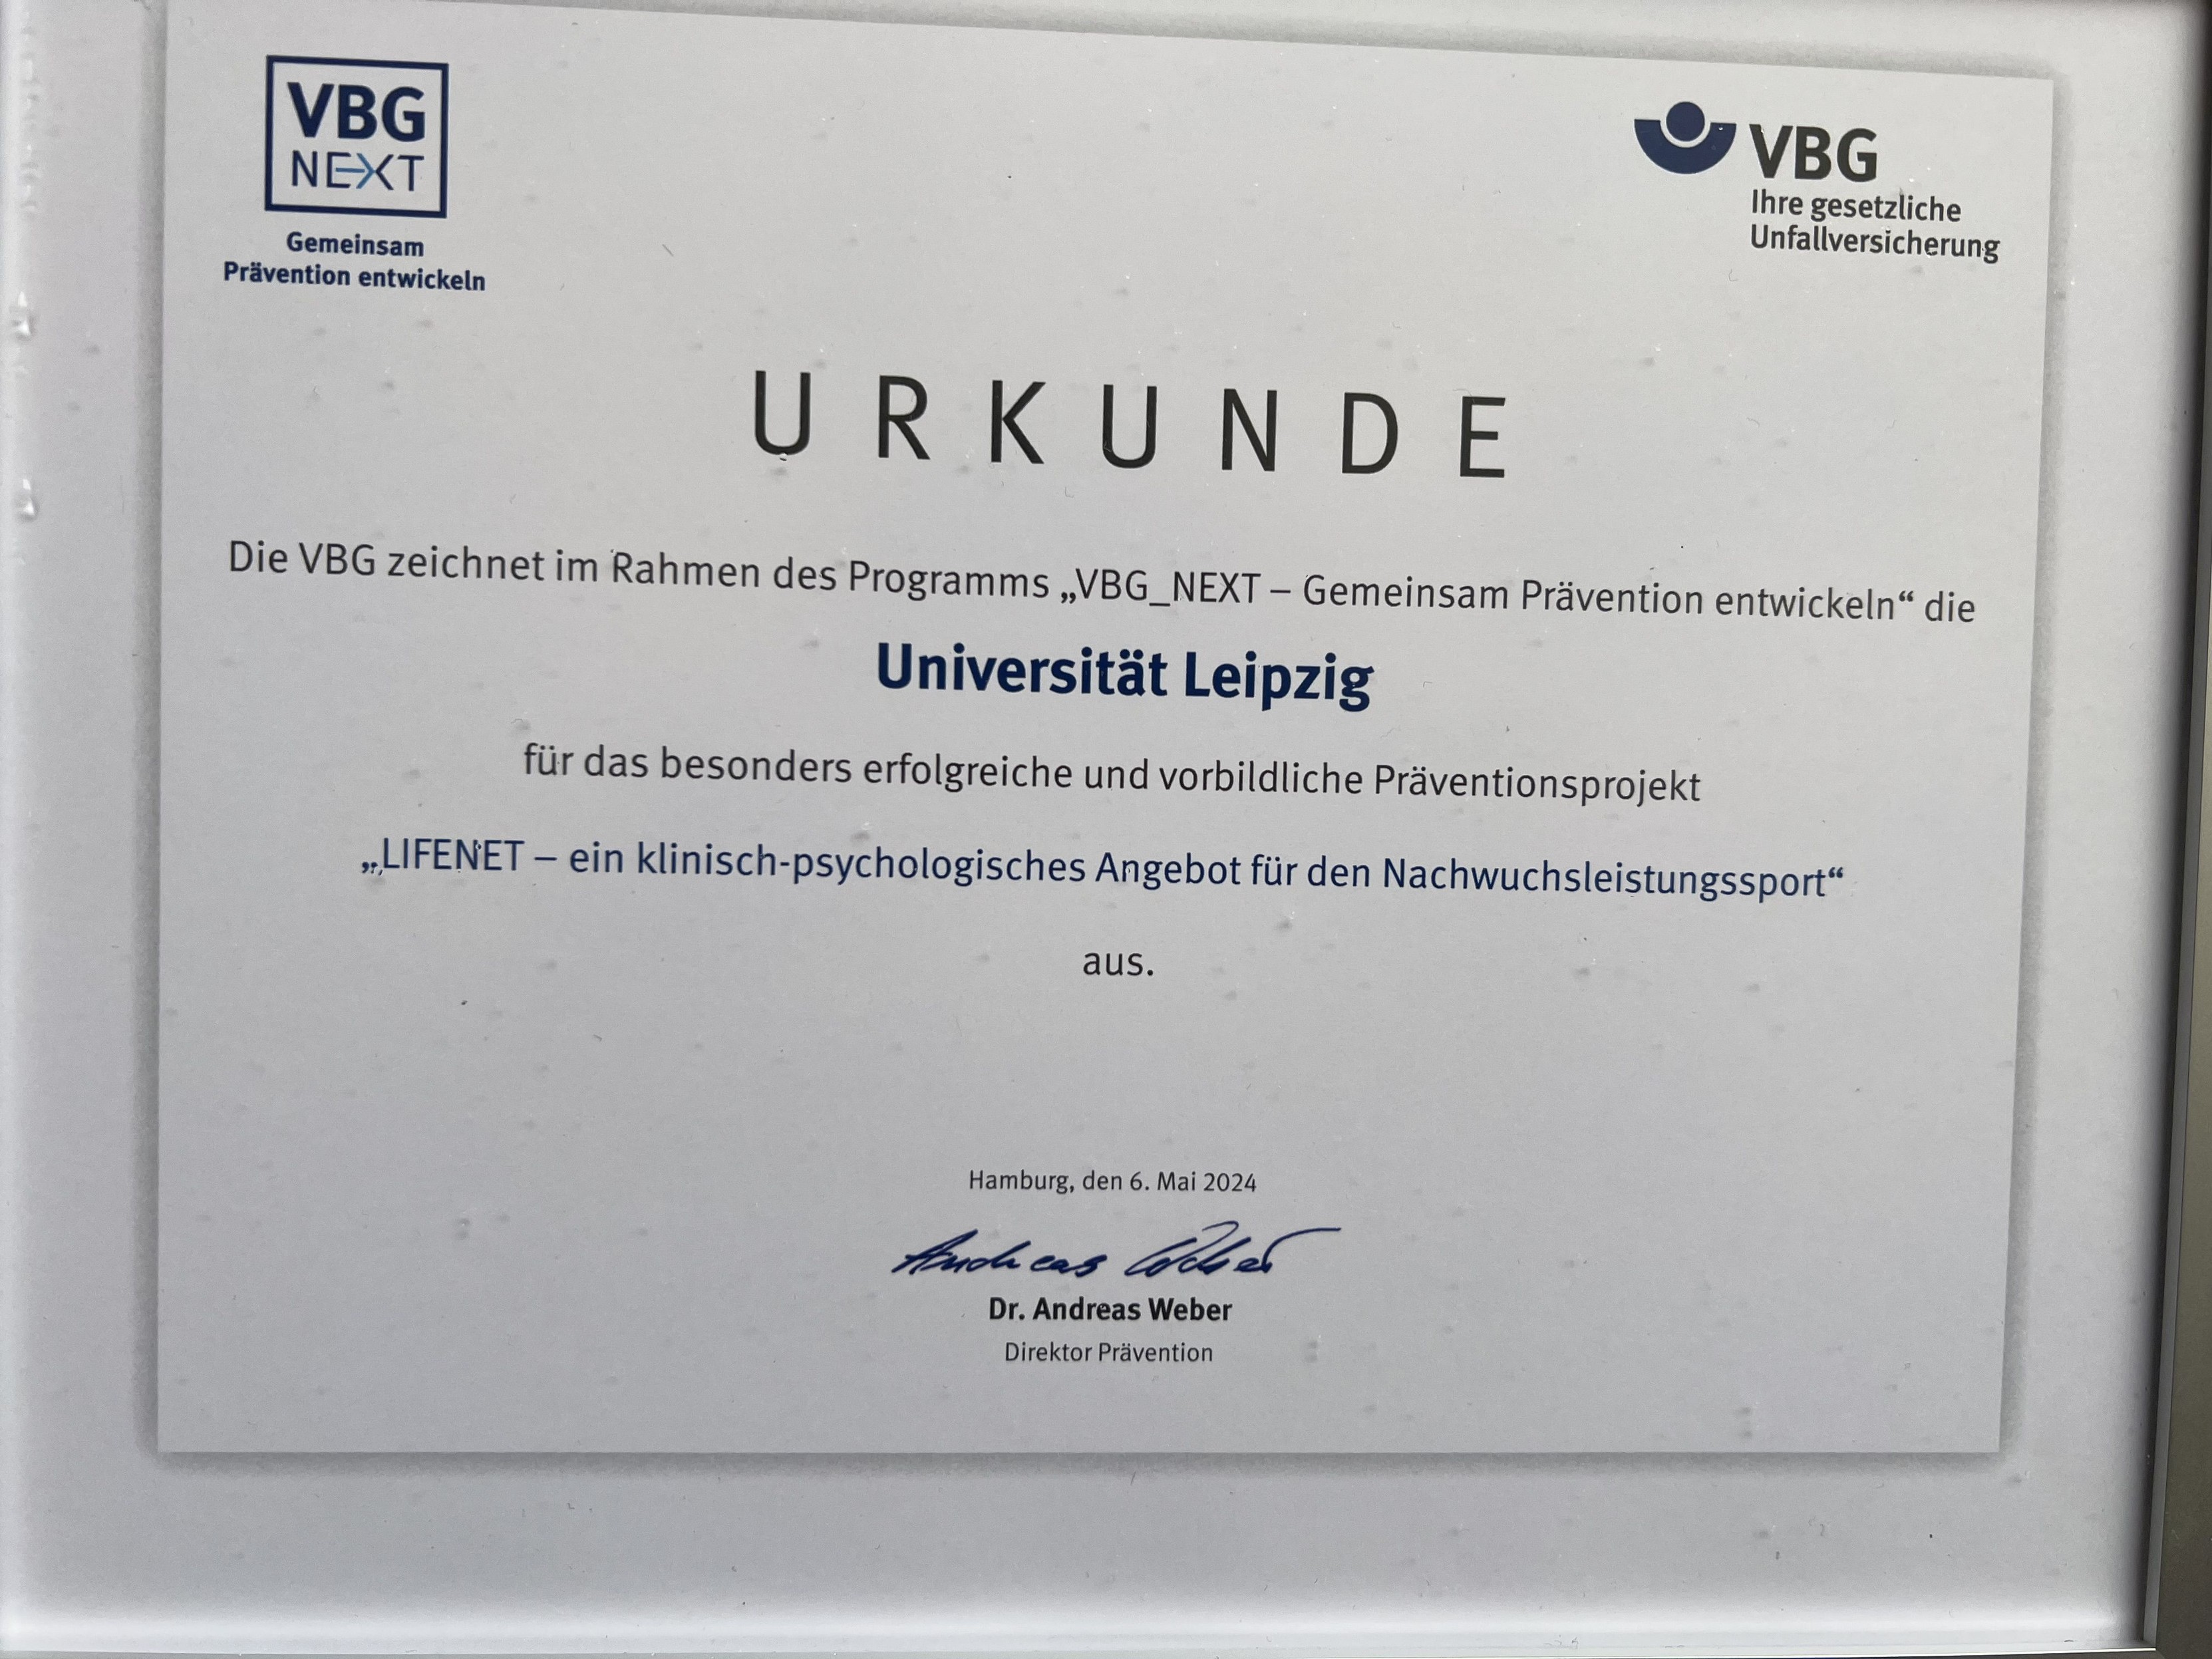 VBG
NEXT
Gemeinsam
Prävention entwickeln
VBG
Ihre gesetzliche
Unfallversicherung
URKUNDE
Die VBG zeichnet im Rahmen des Programms „VBG_NEXT – Gemeinsam Prävention entwickeln“ die
Universität Leipzig
für das besonders erfolgreiche und vorbildliche Präventionsprojekt
„LIFENET – ein klinisch-psychologisches Angebot für den Nachwuchsleistungssport“
aus.
Hamburg, den 6. Mai 2024
Andreas Weber
Dr. Andreas Weber
Direktor Prävention